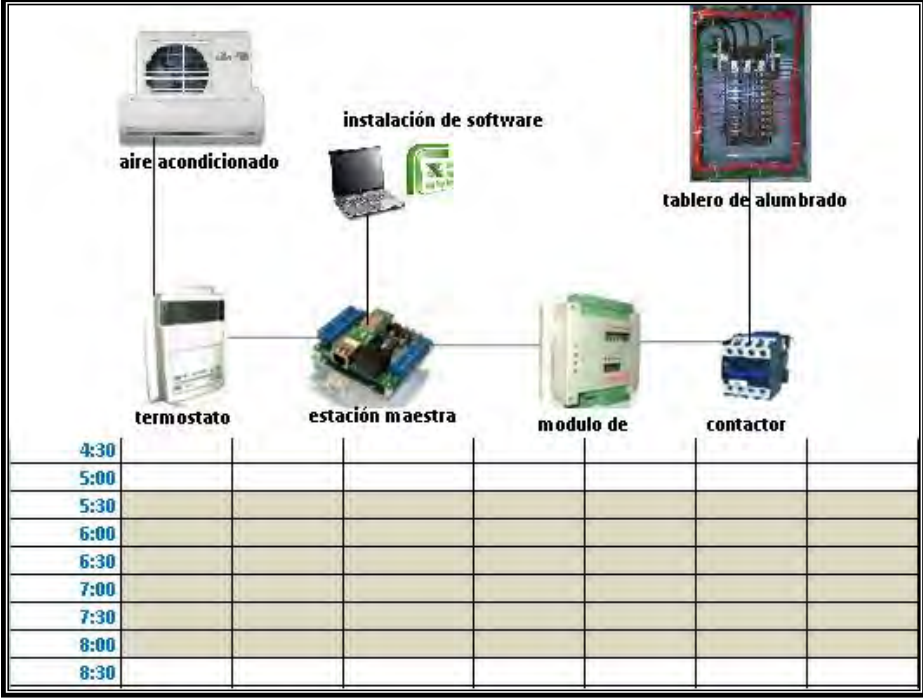 instalación de software
aire acondicionado
tablero de alumbrado
termostato
estación maestra
modulo de
contactor
4:30
5:00
5:30
6:00
6:30
7:00
7:30
8:00
8:30